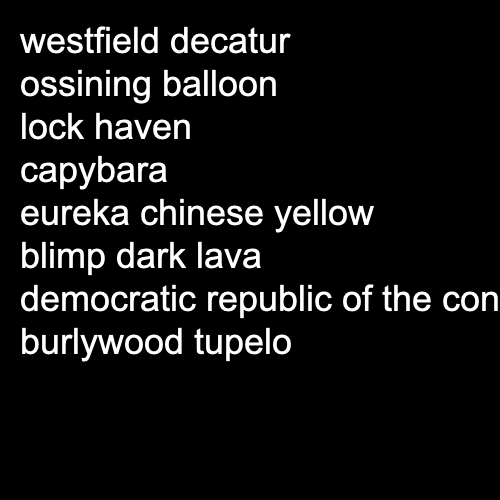 westfield decatur
ossining balloon
lock haven
capybara
eureka chinese yellow
blimp dark lava
democratic republic of the con
burlywood tupelo